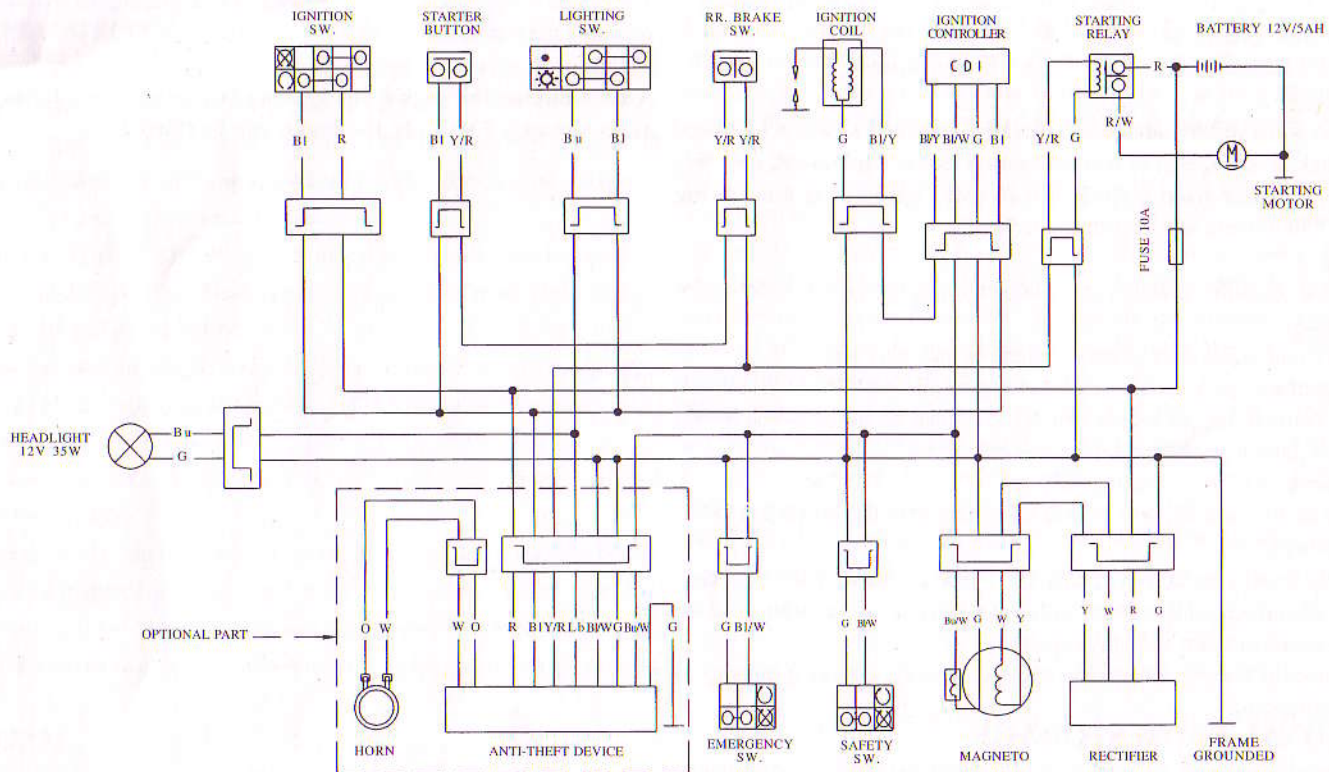 IGNITION
SW.
STARTER
BUTTON
LIGHTING
SW.
RR. BRAKE
SW.
IGNITION
COIL
IGNITION
CONTROLLER
STARTING
RELAY
BATTERY 12V/5AH
CDI
R
R/W
M
STARTING
MOTOR
Bl R
Bl Y/R
Bu Bl
Y/R Y/R
G Bl/Y
Bl/Y Bl/W G Bl
Y/R G
FUSE 10A
HEADLIGHT
12V 35W
Bu
G
OPTIONAL PART
O W
W O
R Bl Y/R Lb Bl/W G Bu/W
G
G Bl/W
G Bl/W
Bu/W G W Y
Y W R G
HORN
ANTI-THEFT DEVICE
EMERGENCY
SW.
SAFETY
SW.
MAGNETO
RECTIFIER
FRAME
GROUNDED